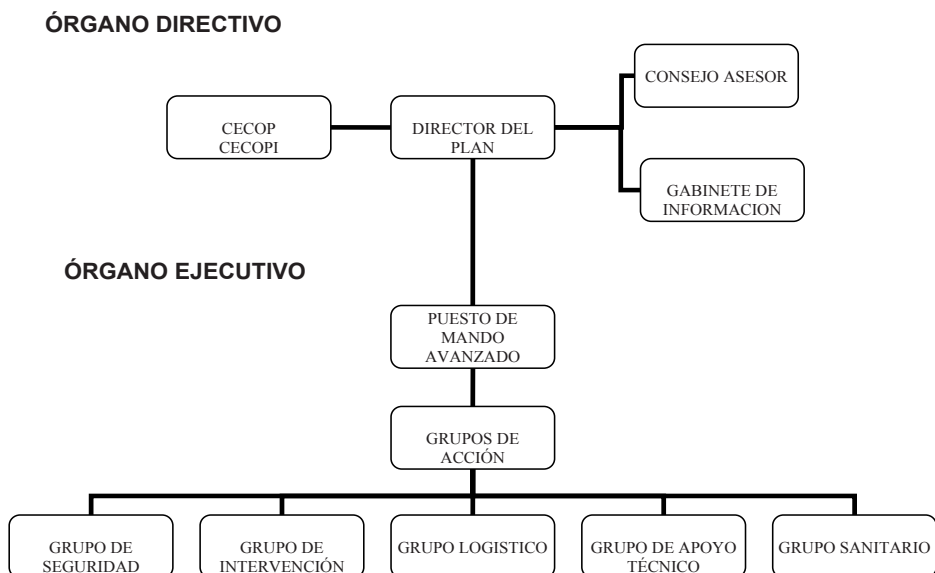 ÓRGANO DIRECTIVO
CONSEJO ASESOR
CECOP
CECOPI
DIRECTOR DEL
PLAN
GABINETE DE
INFORMACION
ÓRGANO EJECUTIVO
PUESTO DE
MANDO
AVANZADO
GRUPOS DE
ACCIÓN
GRUPO DE
SEGURIDAD
GRUPO DE
INTERVENCIÓN
GRUPO LOGISTICO
GRUPO DE APOYO
TÉCNICO
GRUPO SANITARIO